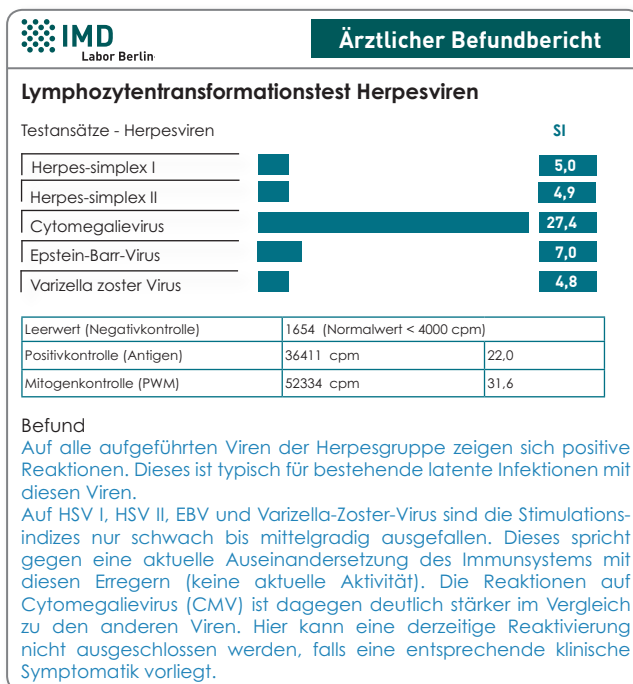 IMD
Labor Berlin
Ärztlicher Befundbericht
Lymphozytentransformationstest Herpesviren
Testansätze - Herpesviren SI
Herpes-simplex I 5,0
Herpes-simplex II 4,9
Cytomegalievirus 27,4
Epstein-Barr-Virus 7,0
Varizella zoster Virus 4,8
Leerwert (Negativkontrolle) 1654 (Normalwert < 4000 cpm)
Positivkontrolle (Antigen) 36411 cpm 22,0
Mitogenkontrolle (PWM) 52334 cpm 31,6
Befund
Auf alle aufgeführten Viren der Herpesgruppe zeigen sich positive
Reaktionen. Dieses ist typisch für bestehende latente Infektionen mit
diesen Viren.
Auf HSV I, HSV II, EBV und Varizella-Zoster-Virus sind die Stimulations-
indizes nur schwach bis mittelgradig ausgefallen. Dieses spricht
gegen eine aktuelle Auseinandersetzung des Immunsystems mit
diesen Erregern (keine aktuelle Aktivität). Die Reaktionen auf
Cytomegalievirus (CMV) ist dagegen deutlich stärker im Vergleich
zu den anderen Viren. Hier kann eine derzeitige Reaktivierung
nicht ausgeschlossen werden, falls eine entsprechende klinische
Symptomatik vorliegt.